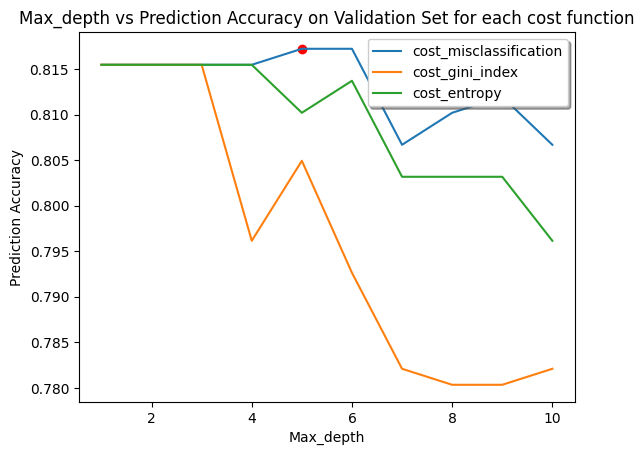 Max_depth vs Prediction Accuracy on Validation Set for each cost function
cost_misclassification
cost_gini_index
cost_entropy
Prediction Accuracy
0.815
0.810
0.805
0.800
0.795
0.790
0.785
0.780
2
4
6
8
10
Max_depth